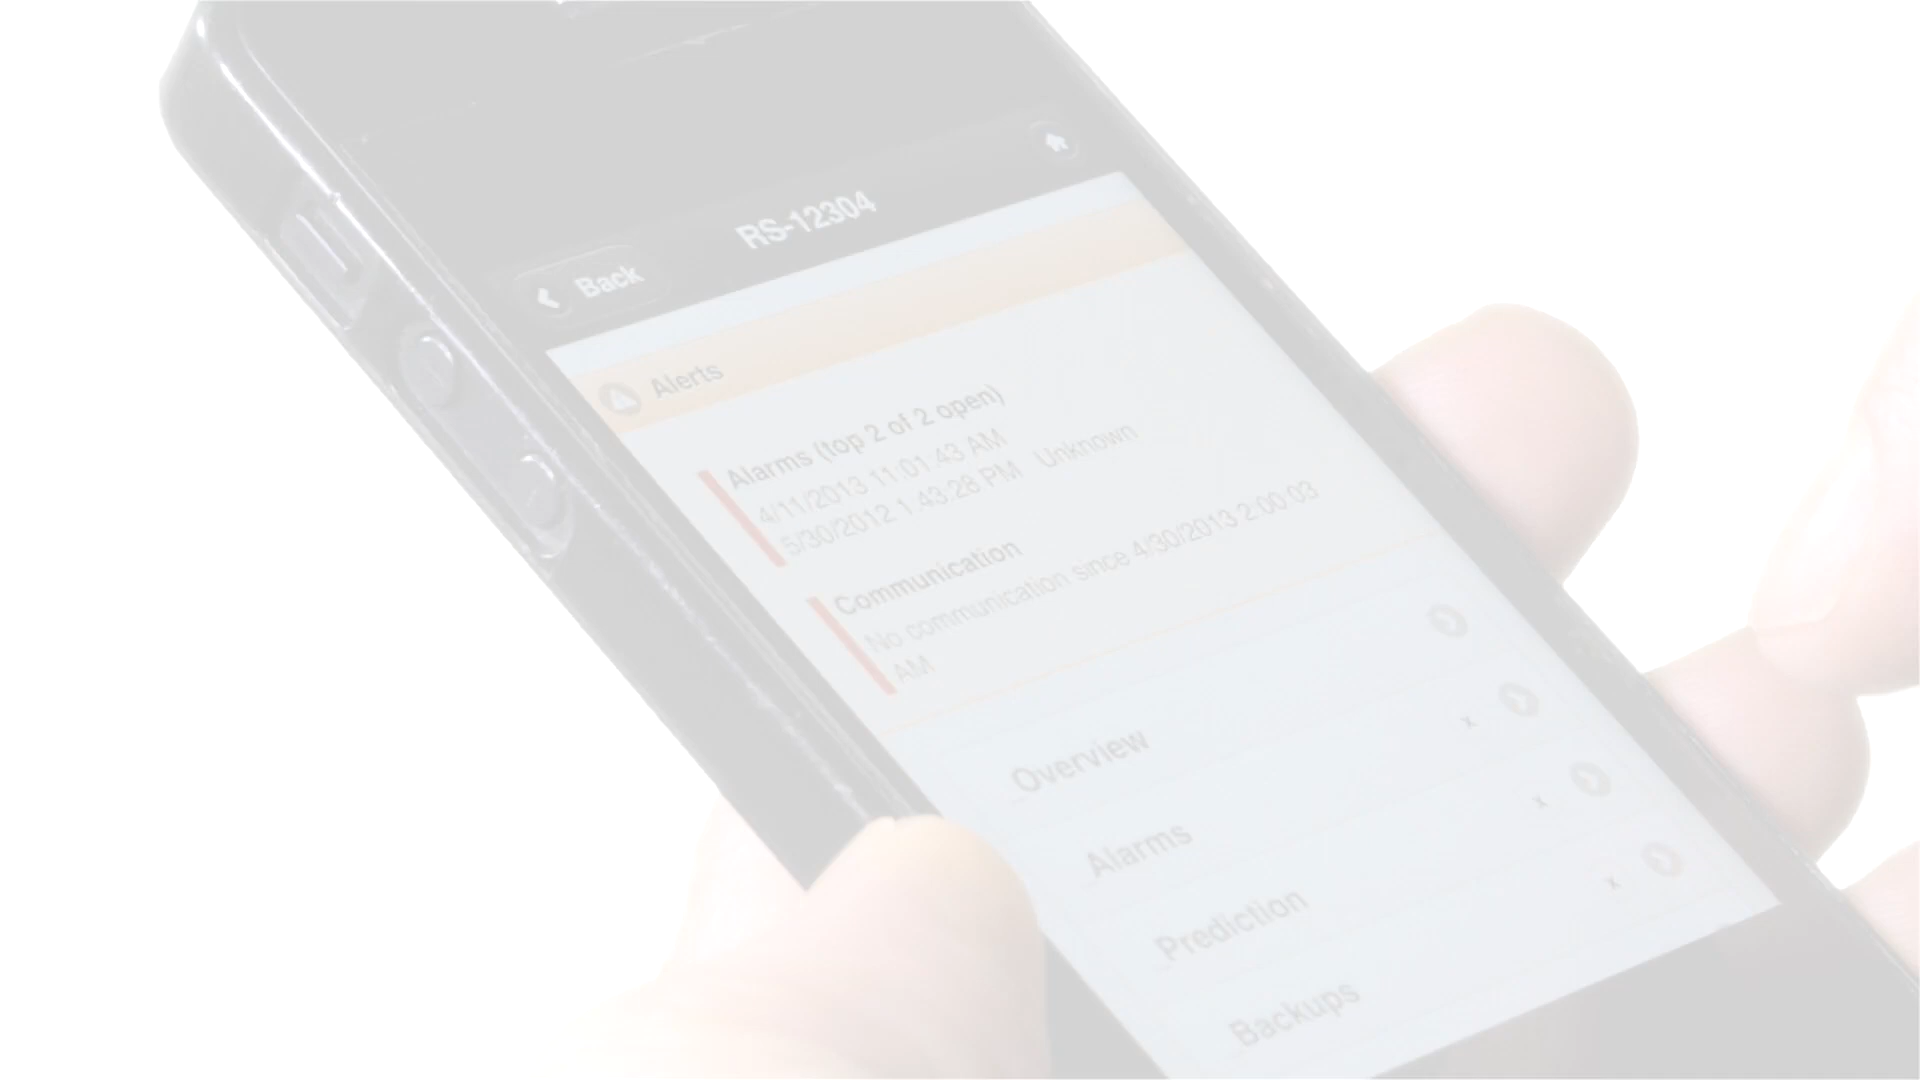 RS-12304
Back
Alerts
Alarms (top 2 of 2 open)
4/11/2013 11:01:43 AM
5/30/2012 1:43:28 PM Unknown
Communication
No communication since 4/30/2013 2:00:03
AM
Overview
x
Alarms
x
Prediction
x
Backups